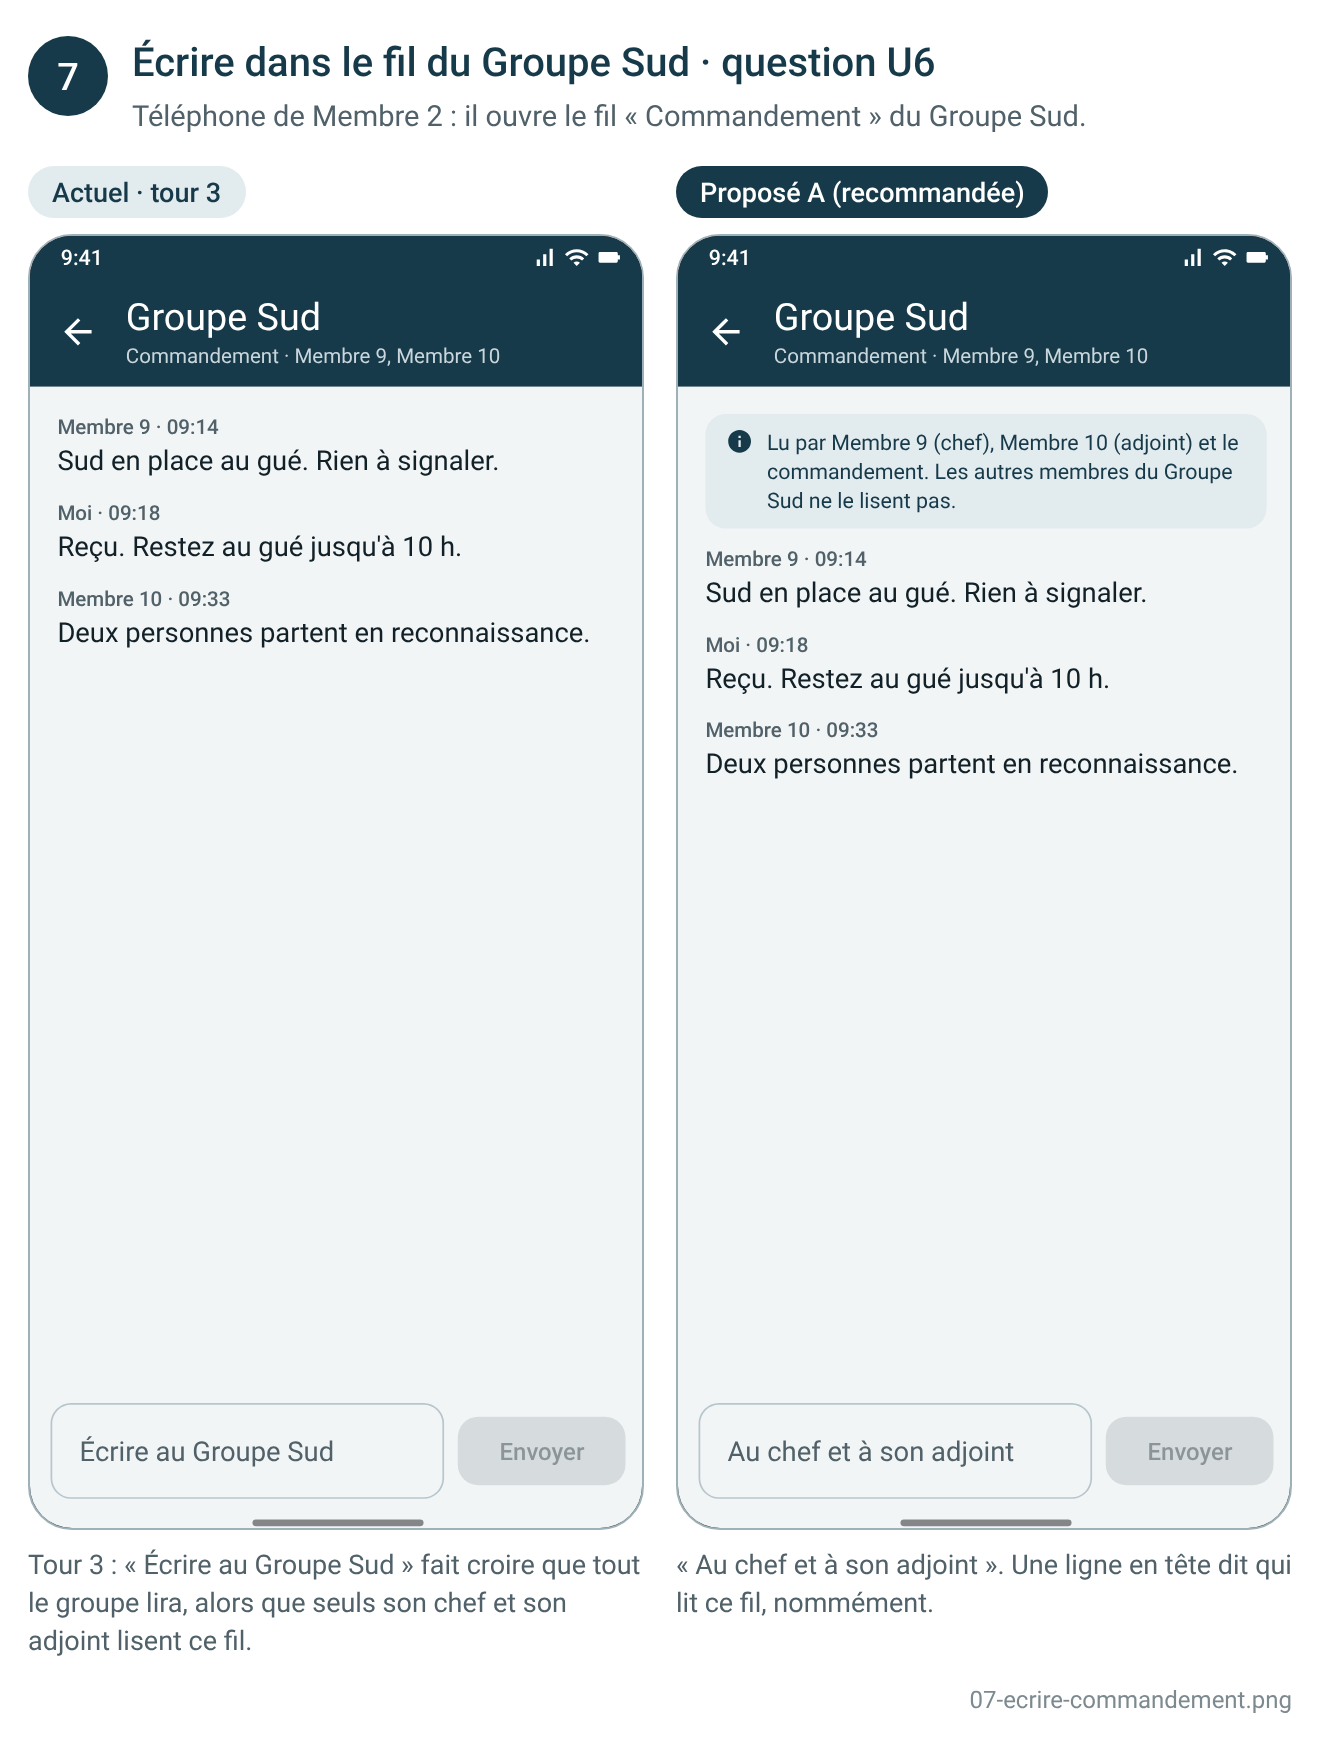 7
Écrire dans le fil du Groupe Sud · question U6
Téléphone de Membre 2 : il ouvre le fil « Commandement » du Groupe Sud.
Actuel · tour 3
9:41
Groupe Sud
Commandement · Membre 9, Membre 10
Membre 9 · 09:14
Sud en place au gué. Rien à signaler.
Moi · 09:18
Reçu. Restez au gué jusqu'à 10 h.
Membre 10 · 09:33
Deux personnes partent en reconnaissance.
Écrire au Groupe Sud
Envoyer
Tour 3 : « Écrire au Groupe Sud » fait croire que tout
le groupe lira, alors que seuls son chef et son
adjoint lisent ce fil.
Proposé A (recommandée)
9:41
Groupe Sud
Commandement · Membre 9, Membre 10
Lu par Membre 9 (chef), Membre 10 (adjoint) et le
commandement. Les autres membres du Groupe
Sud ne le lisent pas.
Membre 9 · 09:14
Sud en place au gué. Rien à signaler.
Moi · 09:18
Reçu. Restez au gué jusqu'à 10 h.
Membre 10 · 09:33
Deux personnes partent en reconnaissance.
Au chef et à son adjoint
Envoyer
« Au chef et à son adjoint ». Une ligne en tête dit qui
lit ce fil, nommément.
07-ecrire-commandement.png